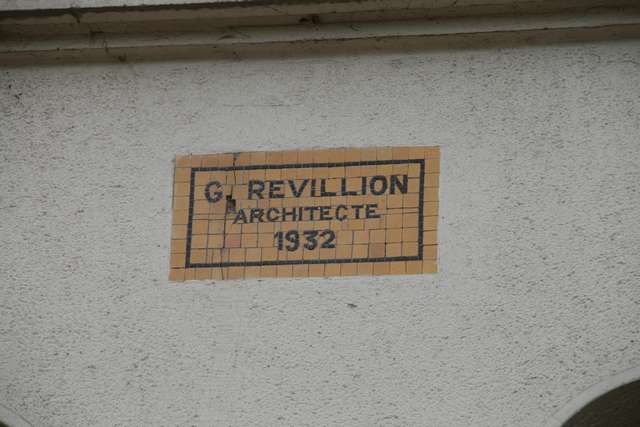 G. REVILLION
ARCHITECTE
1932